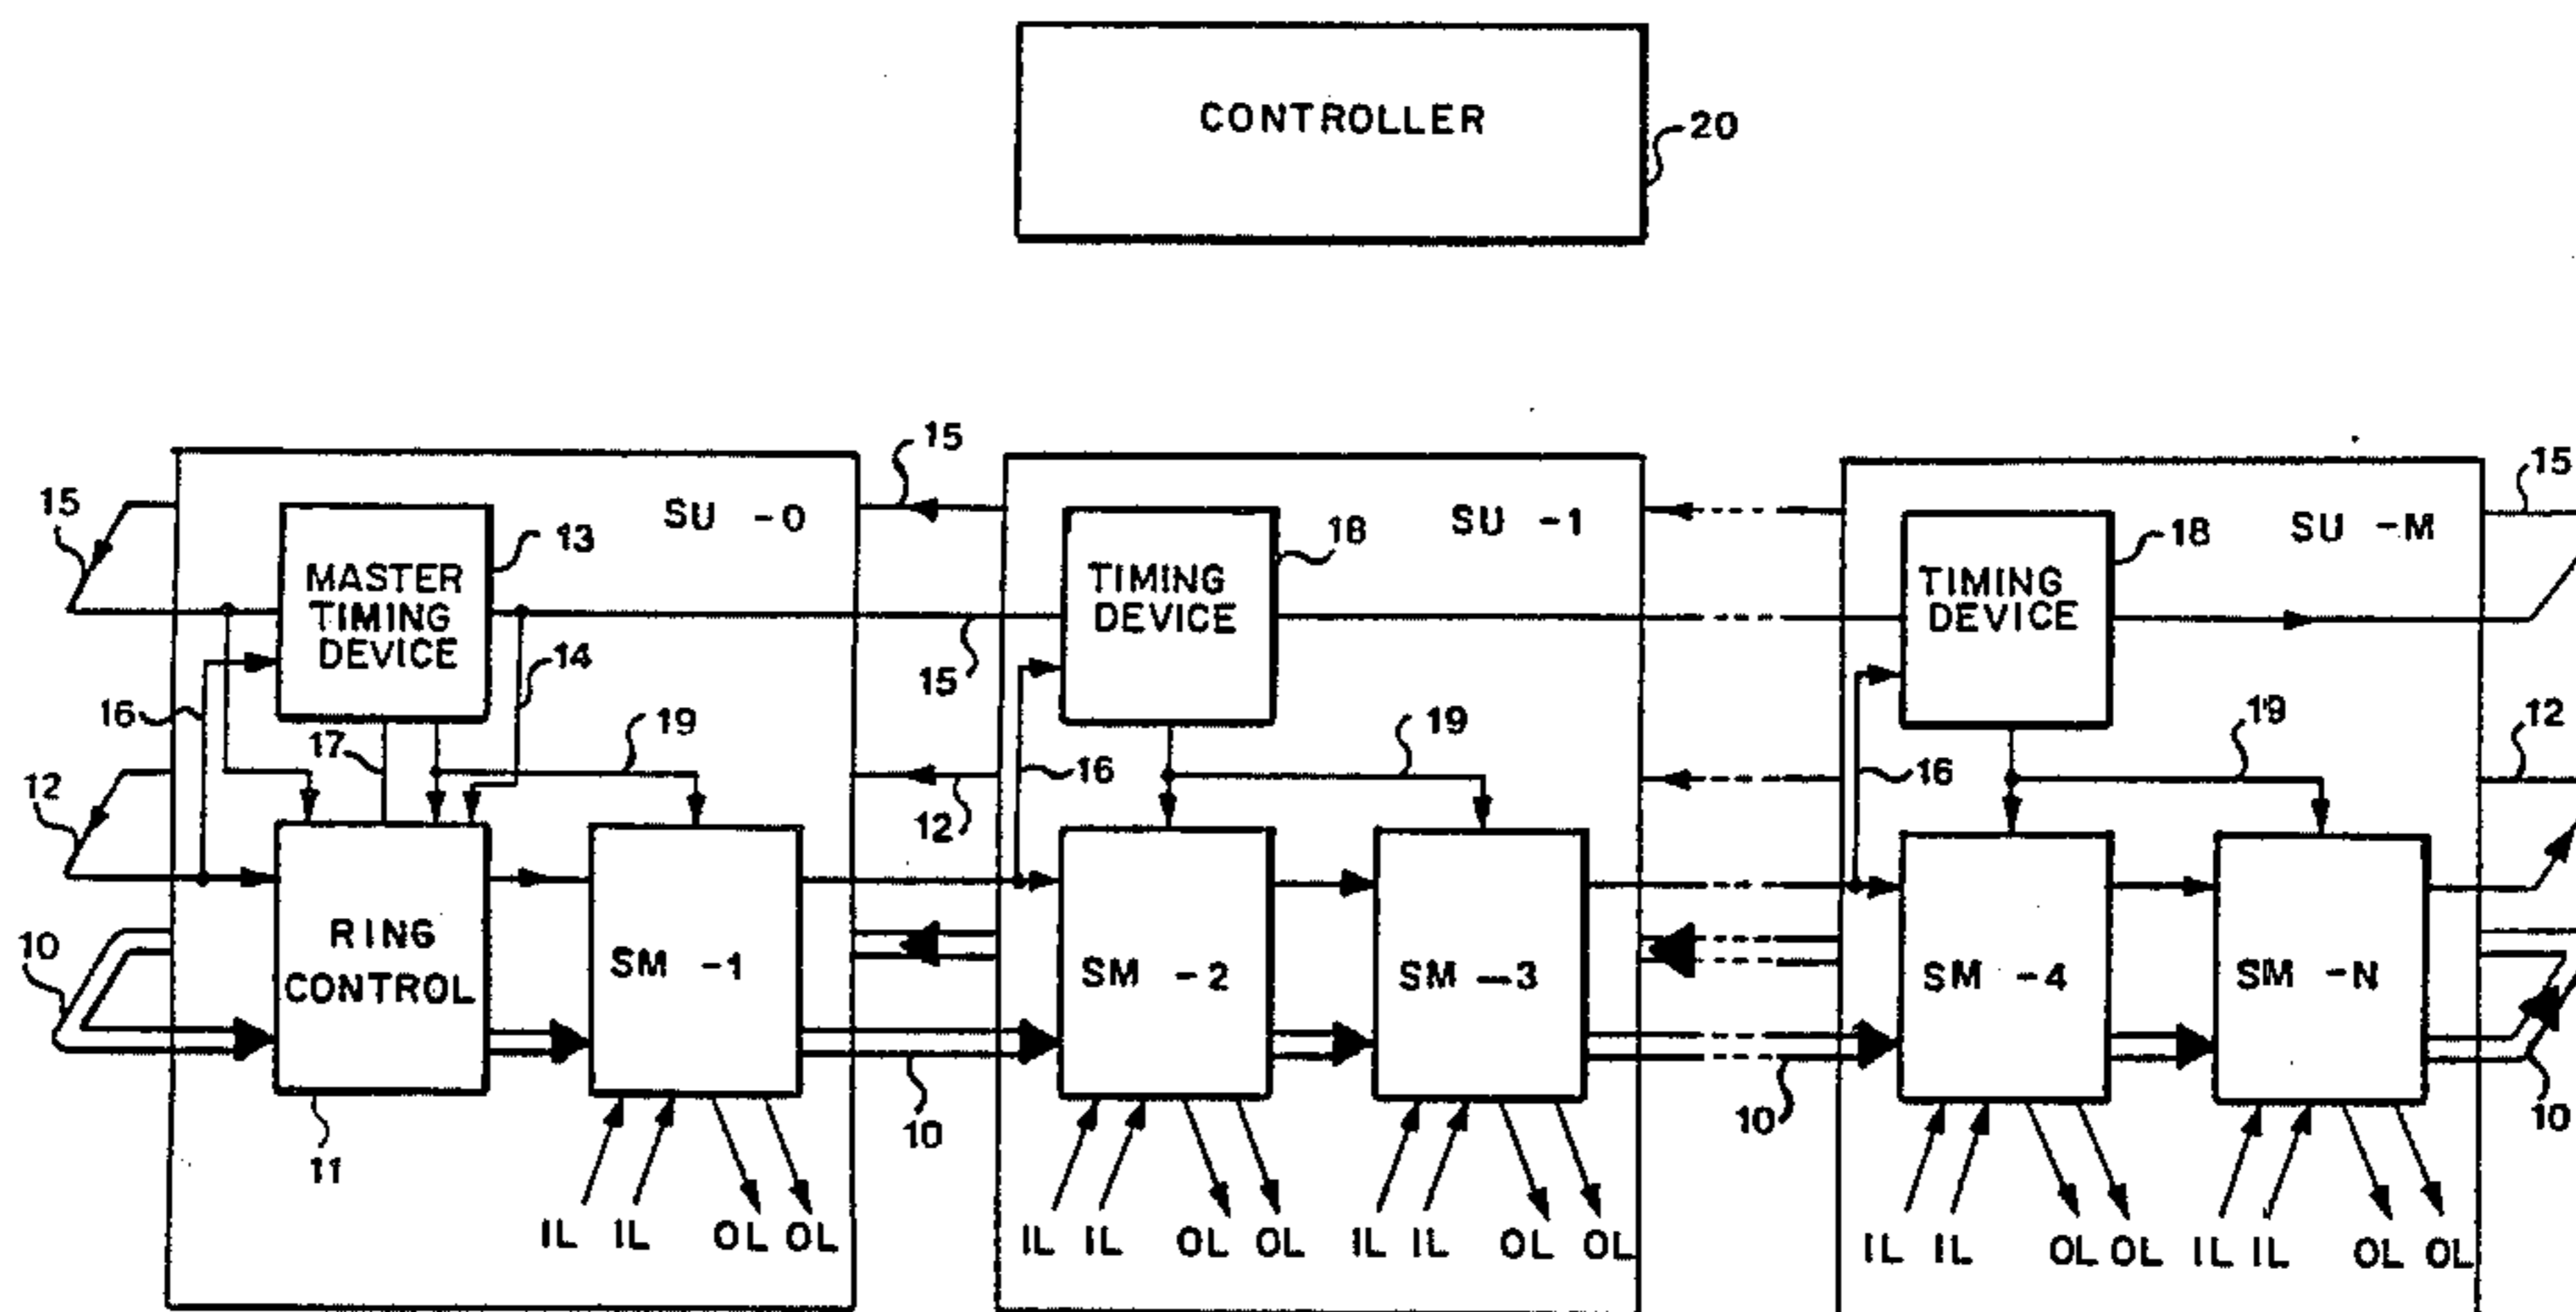 CONTROLLER
20
15
15
15
SU -0
SU -1
SU -M
13
18
18
MASTER
TIMING
DEVICE
TIMING
DEVICE
TIMING
DEVICE
14
15
16
17
19
19
19
12
12
12
16
16
RING
CONTROL
SM -1
SM -2
SM -3
SM -4
SM -N
10
10
10
10
11
IL IL OL OL
IL IL OL OL
IL IL OL OL
IL IL OL OL
IL IL OL OL